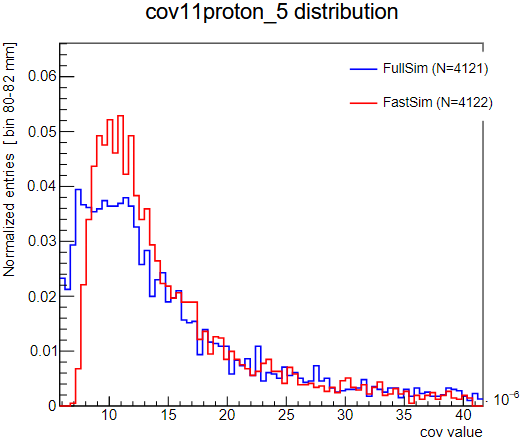 cov11proton_5 distribution
FullSim (N=4121)
FastSim (N=4122)
Normalized entries [ bin 80-82 mm]
0.06
0.05
0.04
0.03
0.02
0.01
0
10 15 20 25 30 35 40
· 10⁻⁶
cov value